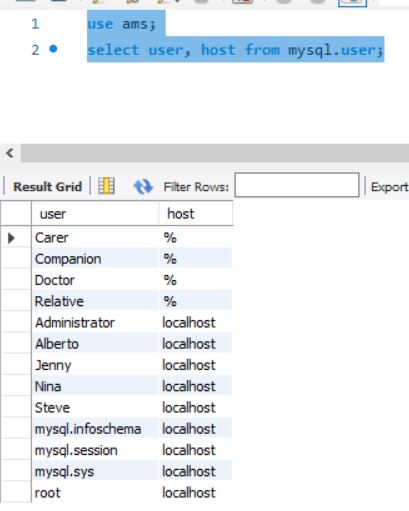 1 use ams;
2 select user, host from mysql.user;
Result Grid Filter Rows: Export
user host
Carer %
Companion %
Doctor %
Relative %
Administrator localhost
Alberto localhost
Jenny localhost
Nina localhost
Steve localhost
mysql.infoschema localhost
mysql.session localhost
mysql.sys localhost
root localhost